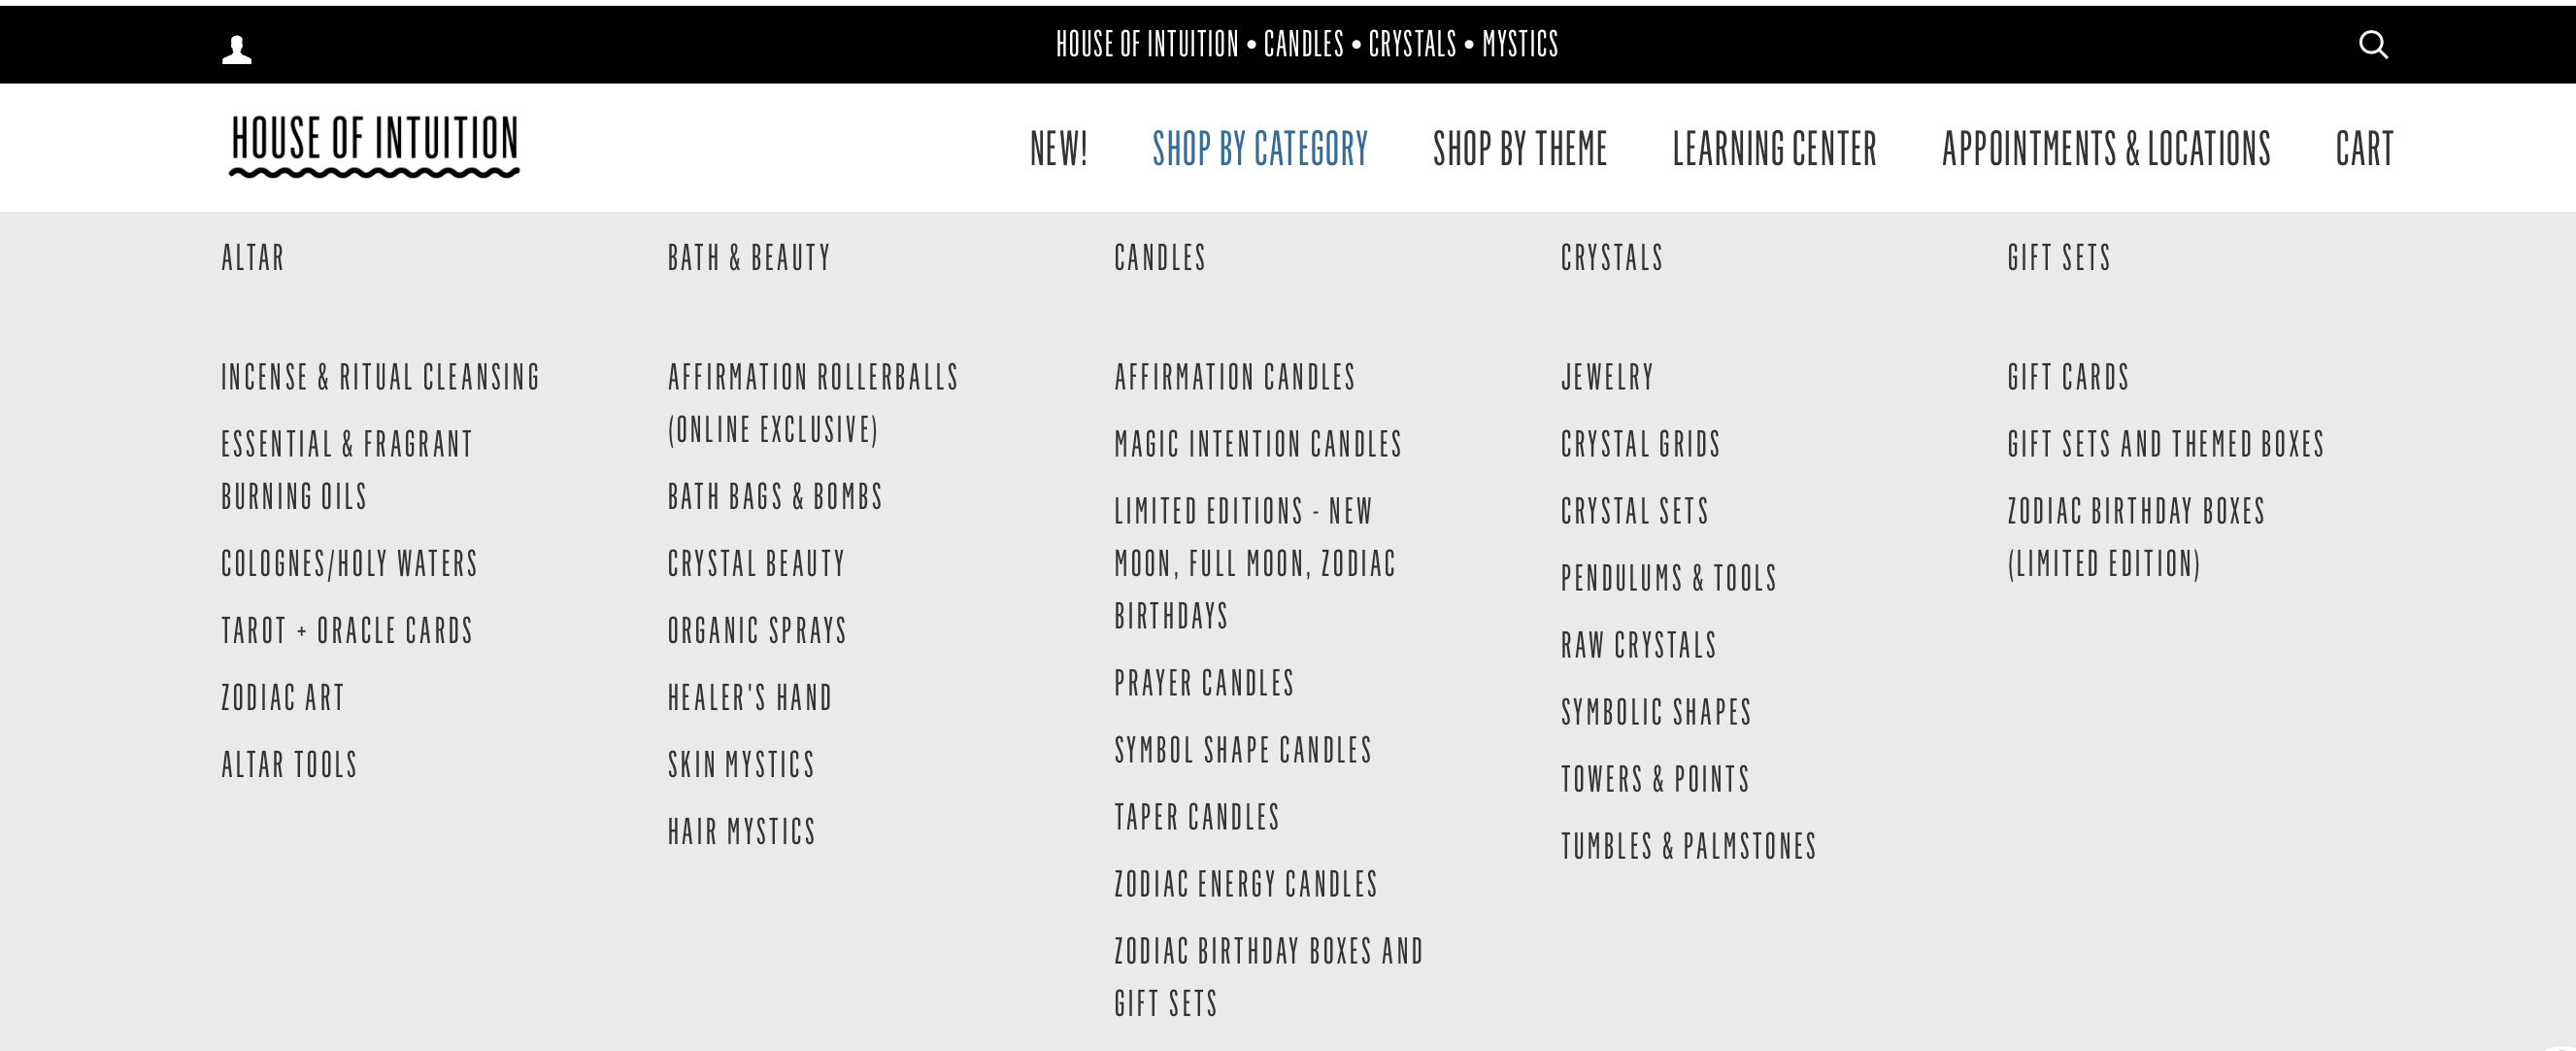 HOUSE OF INTUITION • CANDLES • CRYSTALS • MYSTICS
HOUSE OF INTUITION
NEW!
SHOP BY CATEGORY
SHOP BY THEME
LEARNING CENTER
APPOINTMENTS & LOCATIONS
CART
ALTAR
INCENSE & RITUAL CLEANSING
ESSENTIAL & FRAGRANT
BURNING OILS
COLOGNES/HOLY WATERS
TAROT + ORACLE CARDS
ZODIAC ART
ALTAR TOOLS
BATH & BEAUTY
AFFIRMATION ROLLERBALLS
(ONLINE EXCLUSIVE)
BATH BAGS & BOMBS
CRYSTAL BEAUTY
ORGANIC SPRAYS
HEALER'S HAND
SKIN MYSTICS
HAIR MYSTICS
CANDLES
AFFIRMATION CANDLES
MAGIC INTENTION CANDLES
LIMITED EDITIONS - NEW
MOON, FULL MOON, ZODIAC
BIRTHDAYS
PRAYER CANDLES
SYMBOL SHAPE CANDLES
TAPER CANDLES
ZODIAC ENERGY CANDLES
ZODIAC BIRTHDAY BOXES AND
GIFT SETS
CRYSTALS
JEWELRY
CRYSTAL GRIDS
CRYSTAL SETS
PENDULUMS & TOOLS
RAW CRYSTALS
SYMBOLIC SHAPES
TOWERS & POINTS
TUMBLES & PALMSTONES
GIFT SETS
GIFT CARDS
GIFT SETS AND THEMED BOXES
ZODIAC BIRTHDAY BOXES
(LIMITED EDITION)